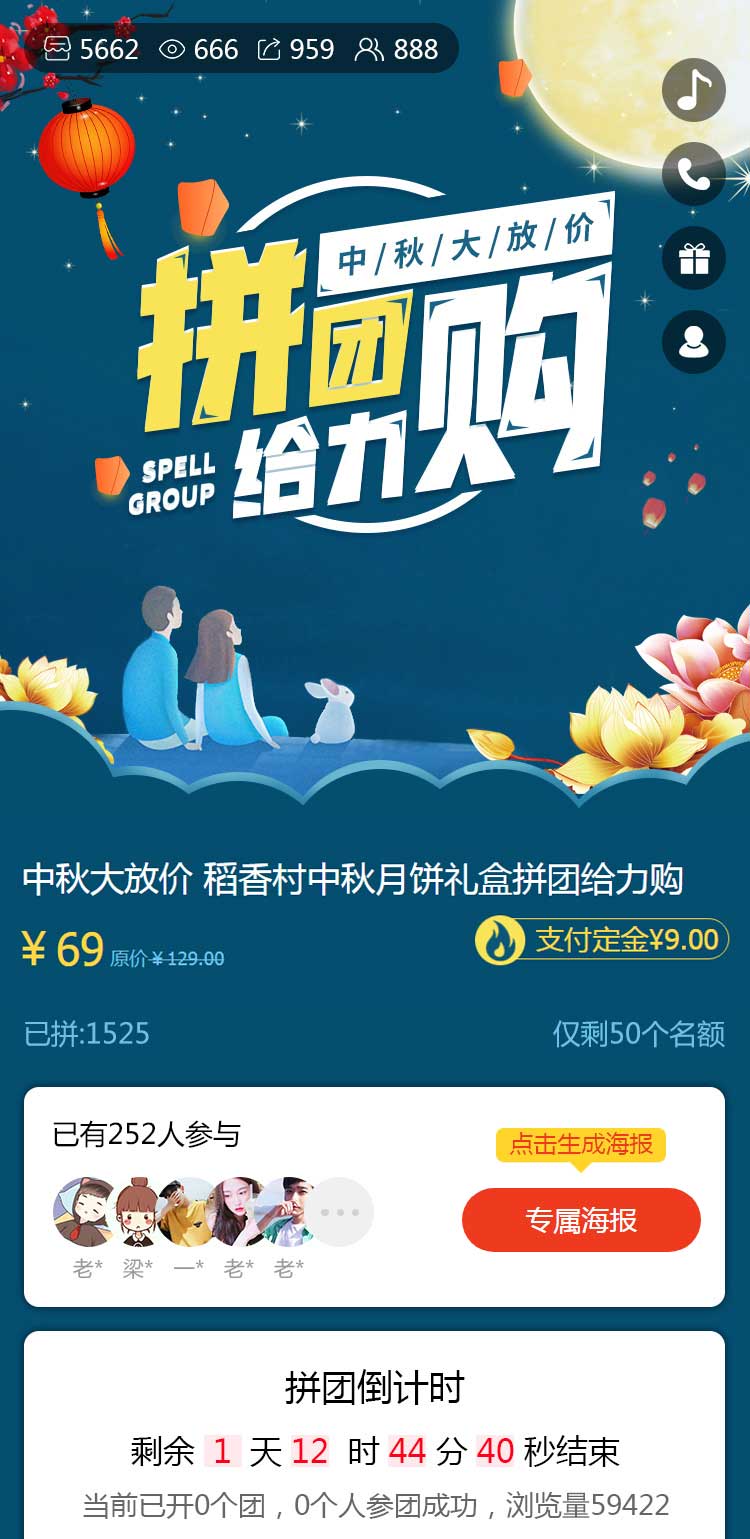 5662 666 959 888
中/秋/大/放/价
拼团购
SPELL
GROUP
给力
中秋大放价 稻香村中秋月饼礼盒拼团给力购
¥ 69 原价¥129.00
支付定金¥9.00
已拼:1525
仅剩50个名额
已有252人参与
点击生成海报
专属海报
老* 梁* 一* 老* 老*
拼团倒计时
剩余 1 天 12 时 44 分 40 秒结束
当前已开0个团，0个人参团成功，浏览量59422